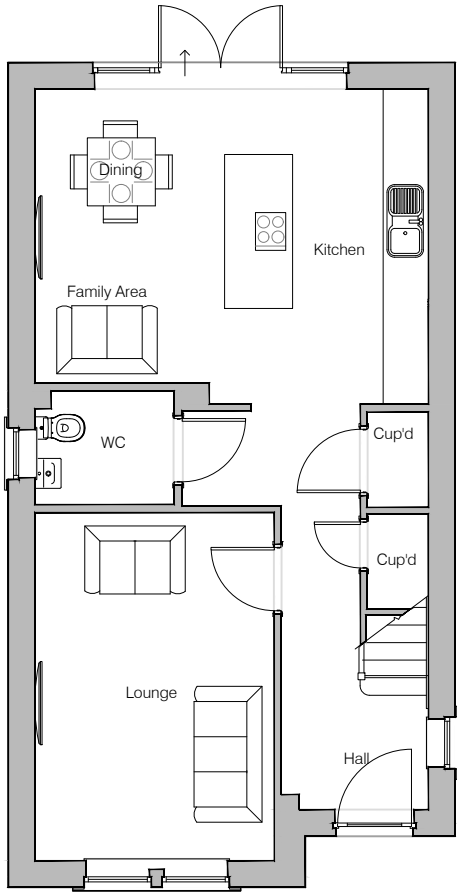 Dining
Kitchen
Family Area
Cup'd
WC
Cup'd
Lounge
Hall